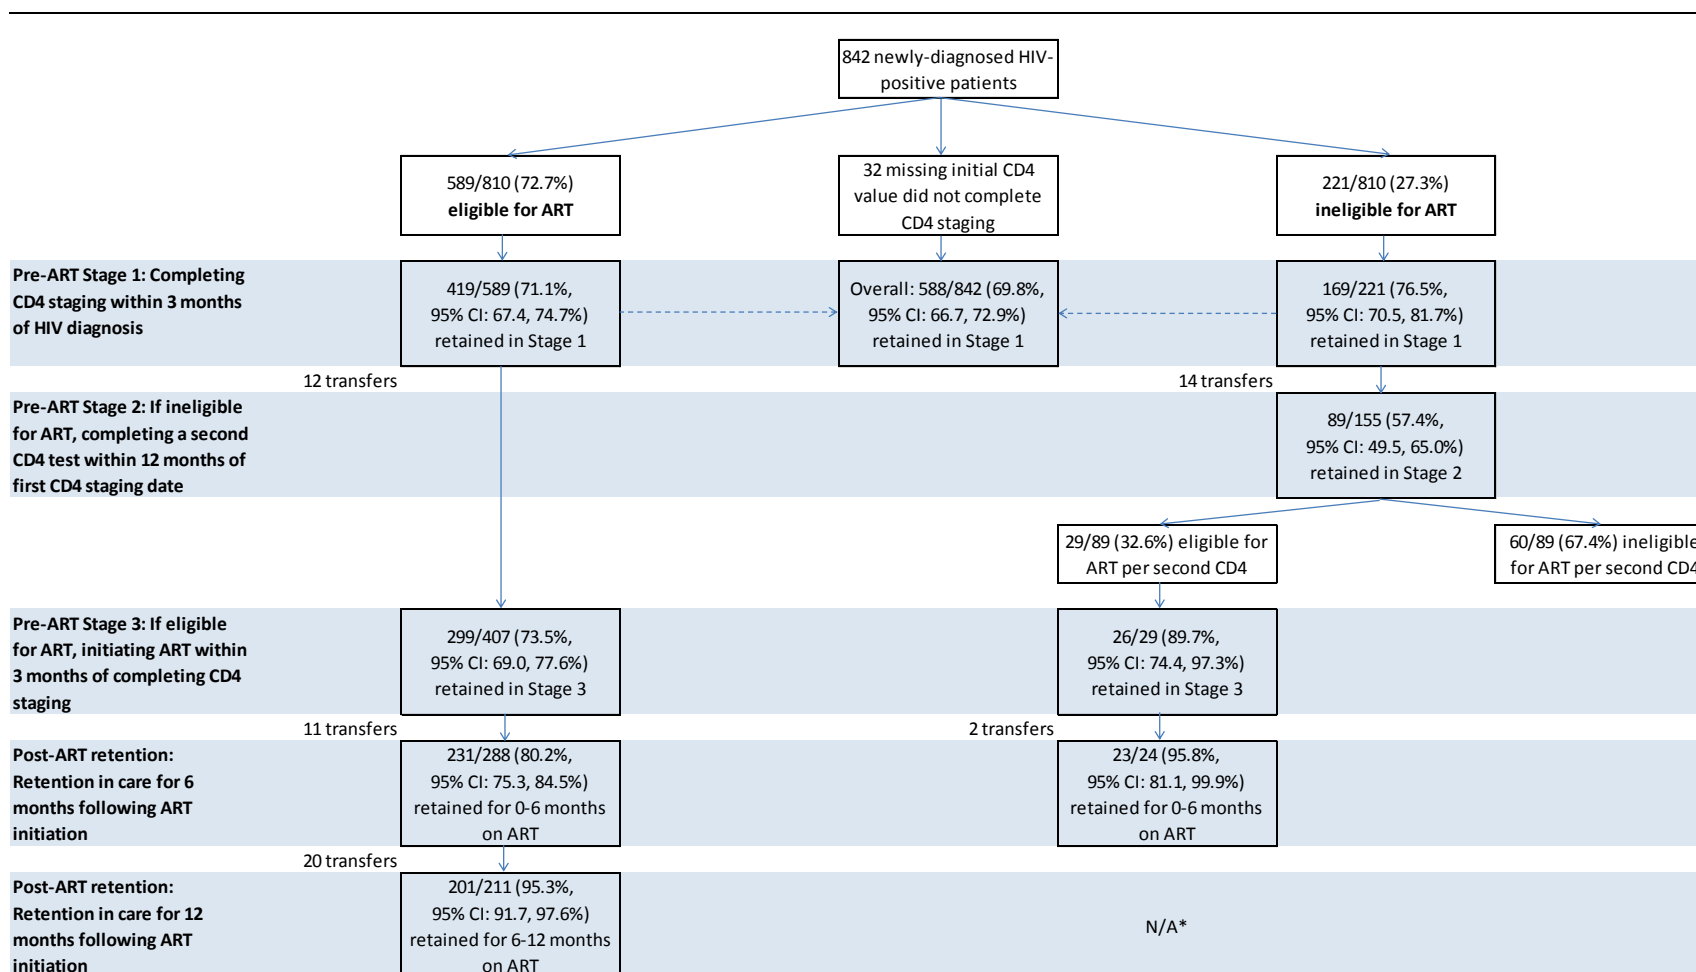 842 newly-diagnosed HIV-
positive patients
589/810 (72.7%)
eligible for ART
32 missing initial CD4
value did not complete
CD4 staging
221/810 (27.3%)
ineligible for ART
Pre-ART Stage 1: Completing
CD4 staging within 3 months
of HIV diagnosis
419/589 (71.1%,
95% CI: 67.4, 74.7%)
retained in Stage 1
Overall: 588/842 (69.8%,
95% CI: 66.7, 72.9%)
retained in Stage 1
169/221 (76.5%,
95% CI: 70.5, 81.7%)
retained in Stage 1
12 transfers
14 transfers
Pre-ART Stage 2: If ineligible
for ART, completing a second
CD4 test within 12 months of
first CD4 staging date
89/155 (57.4%,
95% CI: 49.5, 65.0%)
retained in Stage 2
29/89 (32.6%) eligible for
ART per second CD4
60/89 (67.4%) ineligible
for ART per second CD4
Pre-ART Stage 3: If eligible
for ART, initiating ART within
3 months of completing CD4
staging
299/407 (73.5%,
95% CI: 69.0, 77.6%)
retained in Stage 3
26/29 (89.7%,
95% CI: 74.4, 97.3%)
retained in Stage 3
11 transfers
2 transfers
Post-ART retention:
Retention in care for 6
months following ART
initiation
231/288 (80.2%,
95% CI: 75.3, 84.5%)
retained for 0-6 months
on ART
23/24 (95.8%,
95% CI: 81.1, 99.9%)
retained for 0-6 months
on ART
20 transfers
Post-ART retention:
Retention in care for 12
months following ART
initiation
201/211 (95.3%,
95% CI: 91.7, 97.6%)
retained for 6-12 months
on ART
N/A*